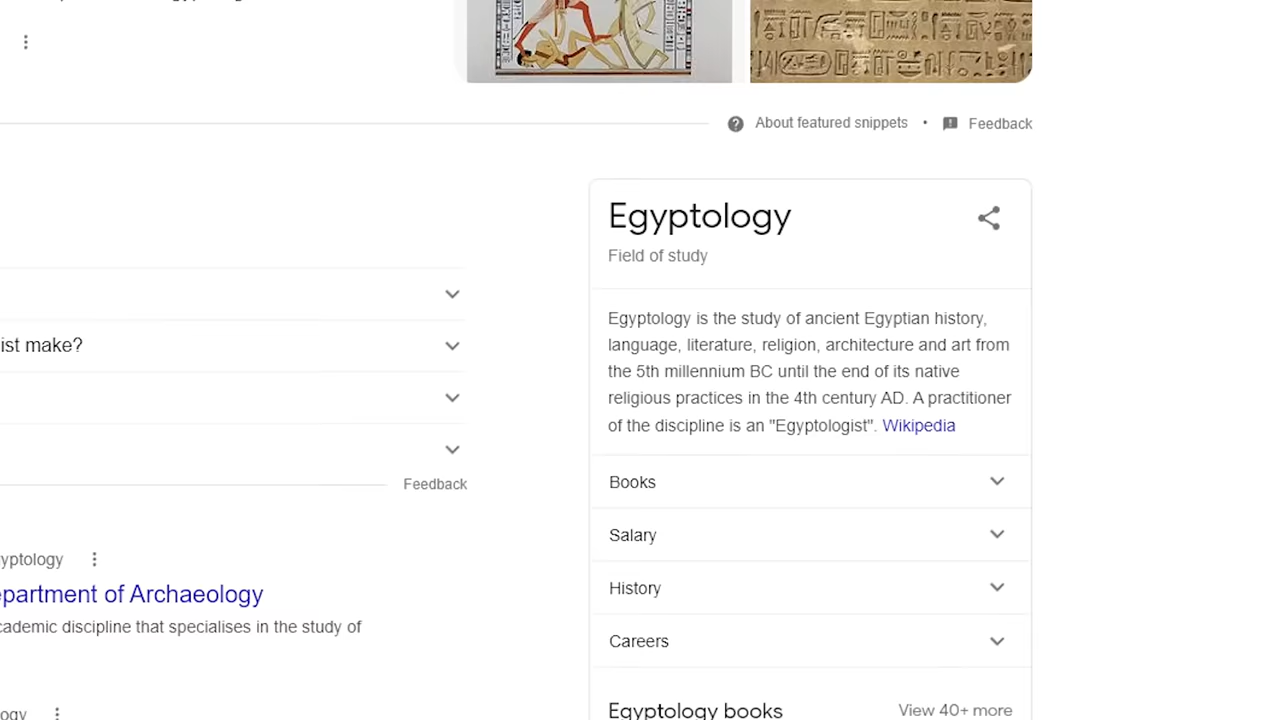 About featured snippets • Feedback
Egyptology
Field of study
Egyptology is the study of ancient Egyptian history,
language, literature, religion, architecture and art from
the 5th millennium BC until the end of its native
religious practices in the 4th century AD. A practitioner
of the discipline is an "Egyptologist". Wikipedia
Books
Salary
History
Careers
Egyptology books
View 40+ more
ist make?
Feedback
yptology
epartment of Archaeology
cademic discipline that specialises in the study of
ogy